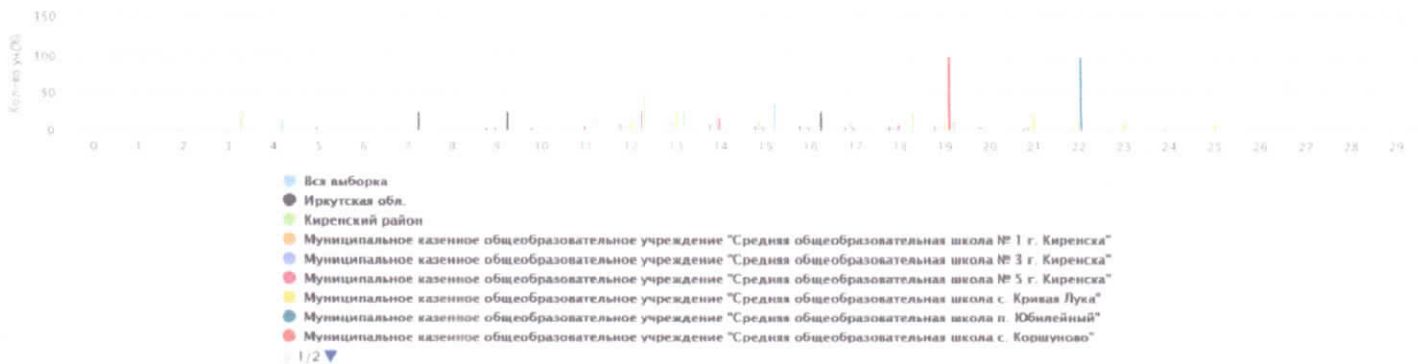 150
Кол-во уч(%)
100
50
0
0 1 2 3 4 5 6 7 8 9 10 11 12 13 14 15 16 17 18 19 20 21 22 23 24 25 26 27 28 29
Вся выборка
Иркутская обл.
Киренский район
Муниципальное казенное общеобразовательное учреждение "Средняя общеобразовательная школа № 1 г. Киренска"
Муниципальное казенное общеобразовательное учреждение "Средняя общеобразовательная школа № 3 г. Киренска"
Муниципальное казенное общеобразовательное учреждение "Средняя общеобразовательная школа № 5 г. Киренска"
Муниципальное казенное общеобразовательное учреждение "Средняя общеобразовательная школа с. Кривая Лука"
Муниципальное казенное общеобразовательное учреждение "Средняя общеобразовательная школа п. Юбилейный"
Муниципальное казенное общеобразовательное учреждение "Средняя общеобразовательная школа с. Коршуново"
1/2